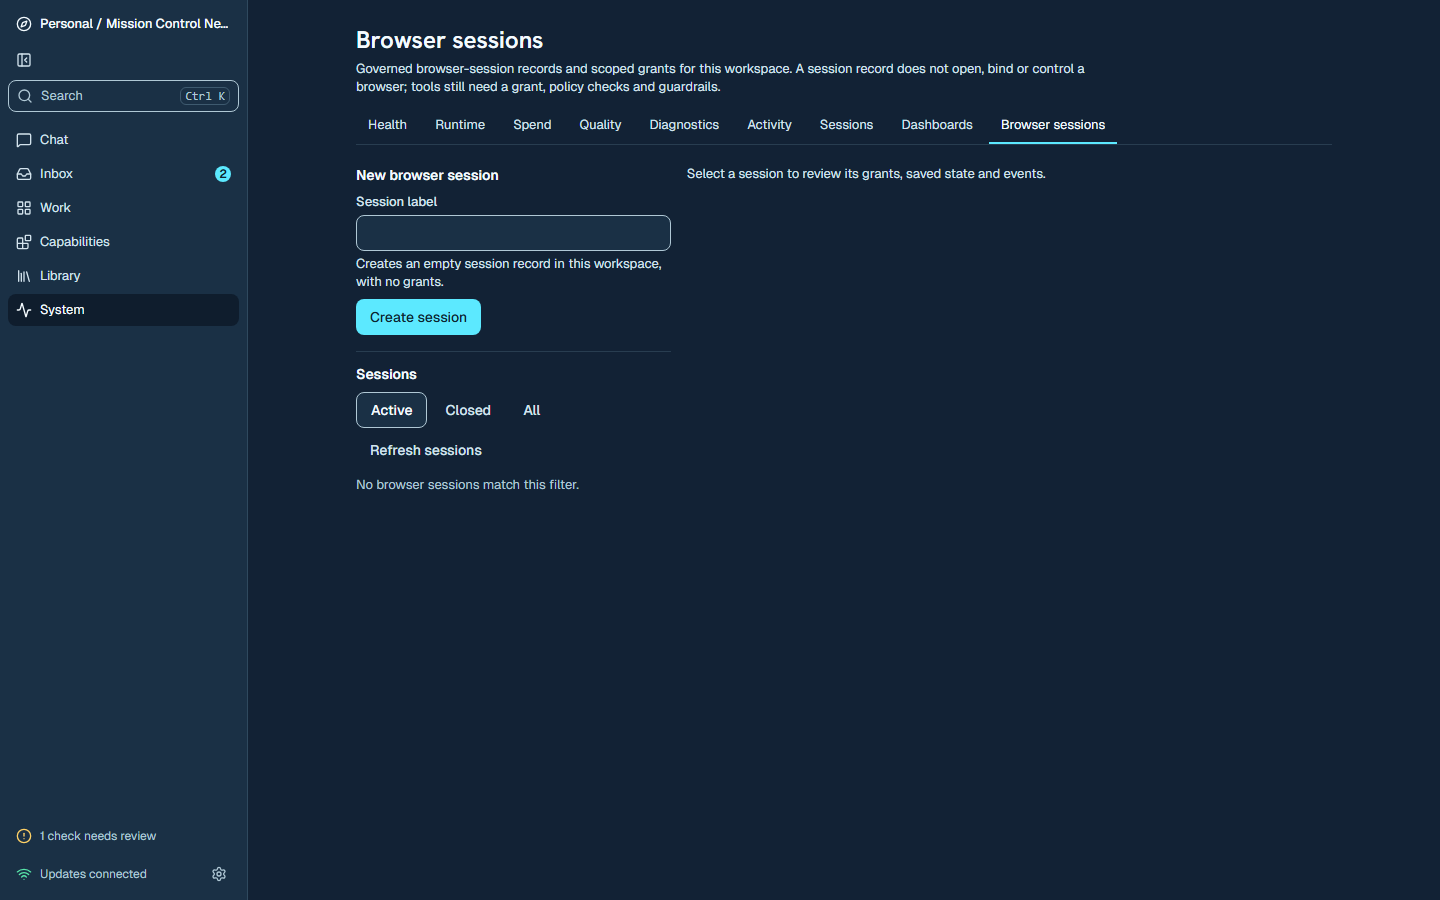 Personal / Mission Control Ne...
Search
Ctrl K
Chat
Inbox
2
Work
Capabilities
Library
System
1 check needs review
Updates connected
Browser sessions
Governed browser-session records and scoped grants for this workspace. A session record does not open, bind or control a
browser; tools still need a grant, policy checks and guardrails.
Health
Runtime
Spend
Quality
Diagnostics
Activity
Sessions
Dashboards
Browser sessions
New browser session
Session label
Creates an empty session record in this workspace,
with no grants.
Create session
Sessions
Active
Closed
All
Refresh sessions
No browser sessions match this filter.
Select a session to review its grants, saved state and events.